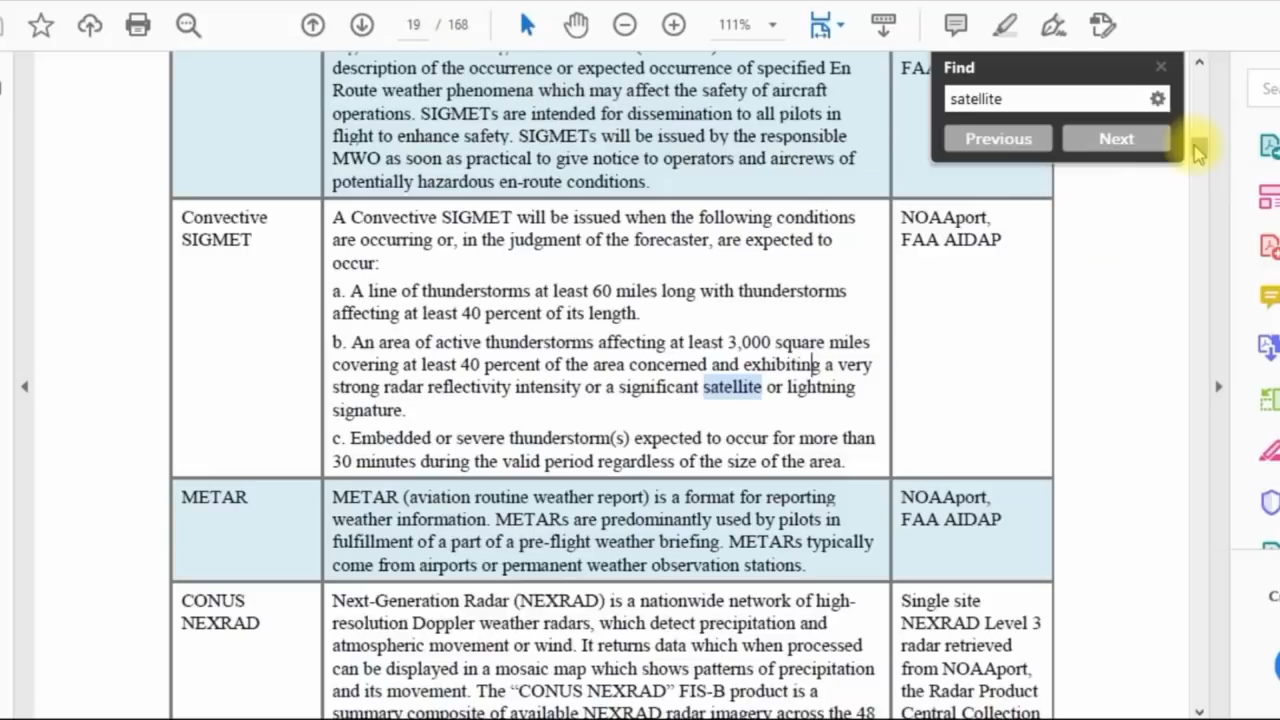 19 / 168
111%
Find
satellite
Previous
Next
Sea
description of the occurrence or expected occurrence of specified En
Route weather phenomena which may affect the safety of aircraft
operations. SIGMETs are intended for dissemination to all pilots in
flight to enhance safety. SIGMETs will be issued by the responsible
MWO as soon as practical to give notice to operators and aircrews of
potentially hazardous en-route conditions.
FAA
Convective
SIGMET
A Convective SIGMET will be issued when the following conditions
are occurring or, in the judgment of the forecaster, are expected to
occur:
a. A line of thunderstorms at least 60 miles long with thunderstorms
affecting at least 40 percent of its length.
b. An area of active thunderstorms affecting at least 3,000 square miles
covering at least 40 percent of the area concerned and exhibiting a very
strong radar reflectivity intensity or a significant satellite or lightning
signature.
c. Embedded or severe thunderstorm(s) expected to occur for more than
30 minutes during the valid period regardless of the size of the area.
NOAAport,
FAA AIDAP
METAR
METAR (aviation routine weather report) is a format for reporting
weather information. METARs are predominantly used by pilots in
fulfillment of a part of a pre-flight weather briefing. METARs typically
come from airports or permanent weather observation stations.
NOAAport,
FAA AIDAP
CONUS
NEXRAD
Next-Generation Radar (NEXRAD) is a nationwide network of high-
resolution Doppler weather radars, which detect precipitation and
atmospheric movement or wind. It returns data which when processed
can be displayed in a mosaic map which shows patterns of precipitation
and its movement. The “CONUS NEXRAD” FIS-B product is a
summary composite of available NEXRAD radar imagery across the 48
Single site
NEXRAD Level 3
radar retrieved
from NOAAport,
the Radar Product
Central Collection